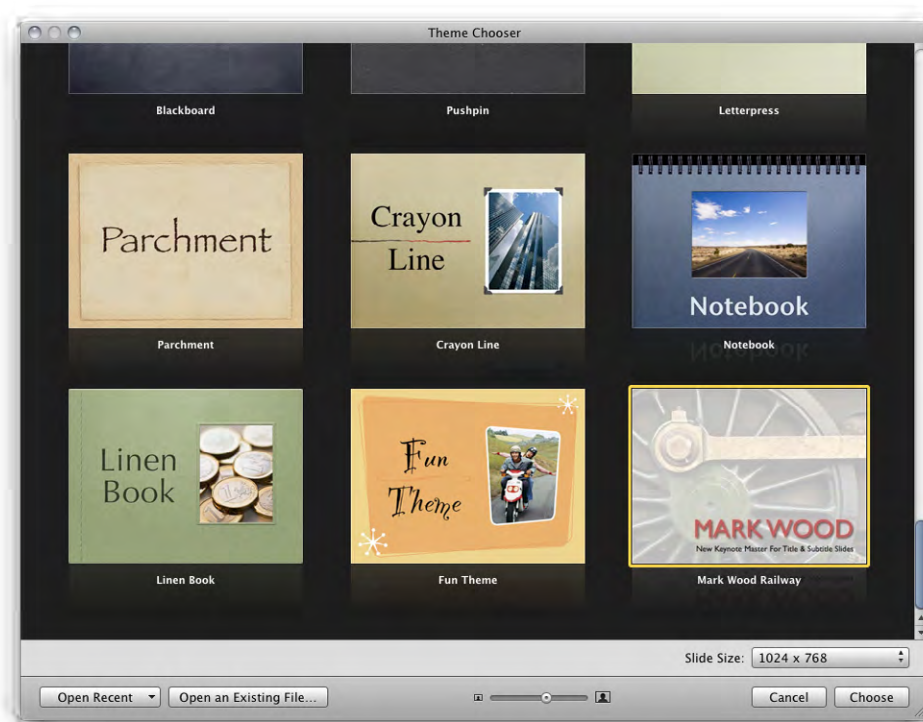 Theme Chooser
Blackboard
Pushpin
Letterpress
Parchment
Crayon
Line
Notebook
Parchment
Crayon Line
Notebook
Linen
Book
Fun
Theme
MARK WOOD
New Keynote Master For Title & Subtitle Slides
Linen Book
Fun Theme
Mark Wood Railway
Slide Size: 1024 x 768
Open Recent
Open an Existing File...
Cancel
Choose